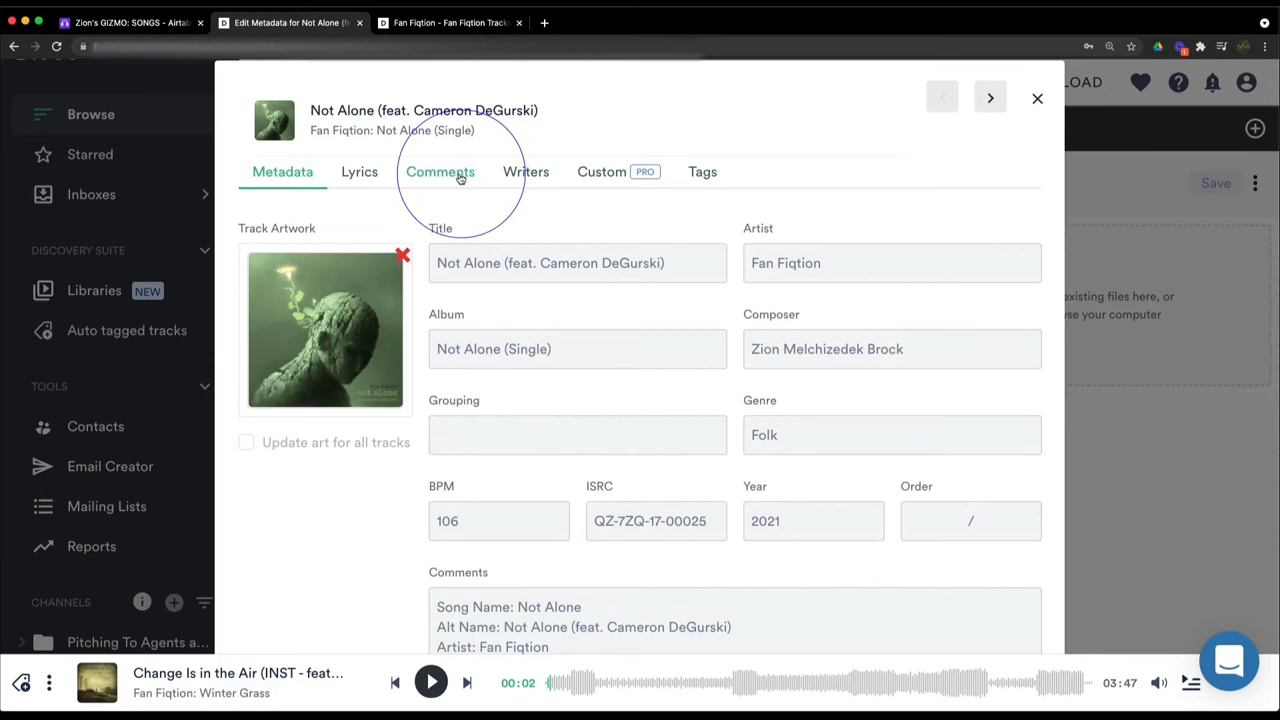 Zion's GIZMO: SONGS - Airta
Edit Metadata for Not Alone (f
Fan Fiqtion - Fan Fiqtion Track
LOAD
Browse
Starred
Inboxes
DISCOVERY SUITE
Libraries NEW
Auto tagged tracks
TOOLS
Contacts
Email Creator
Mailing Lists
Reports
CHANNELS
Pitching To Agents a...
Not Alone (feat. Cameron DeGurski)
Fan Fiqtion: Not Alone (Single)
Metadata Lyrics Comments Writers Custom PRO Tags
Track Artwork
not alone
Update art for all tracks
Title
Not Alone (feat. Cameron DeGurski)
Artist
Fan Fiqtion
Album
Not Alone (Single)
Composer
Zion Melchizedek Brock
Grouping
Genre
Folk
BPM
106
ISRC
QZ-7ZQ-17-00025
Year
2021
Order
/
Comments
Song Name: Not Alone
Alt Name: Not Alone (feat. Cameron DeGurski)
Artist: Fan Fiqtion
Save
existing files here, or
se your computer
Change Is in the Air (INST - feat...
Fan Fiqtion: Winter Grass
00:02
03:47